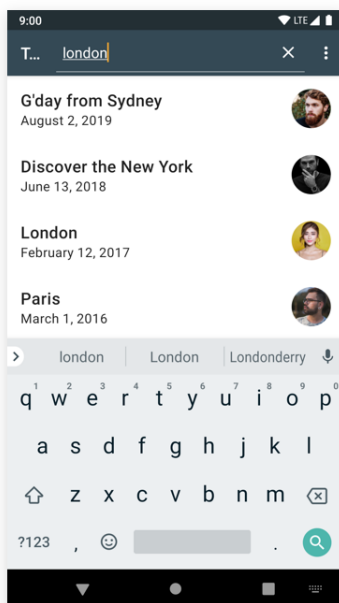 9:00 LTE
T... london
G'day from Sydney
August 2, 2019
Discover the New York
June 13, 2018
London
February 12, 2017
Paris
March 1, 2016
london London Londonderry
1 2 3 4 5 6 7 8 9 0
q w e r t y u i o p
a s d f g h j k l
z x c v b n m
?123 , .